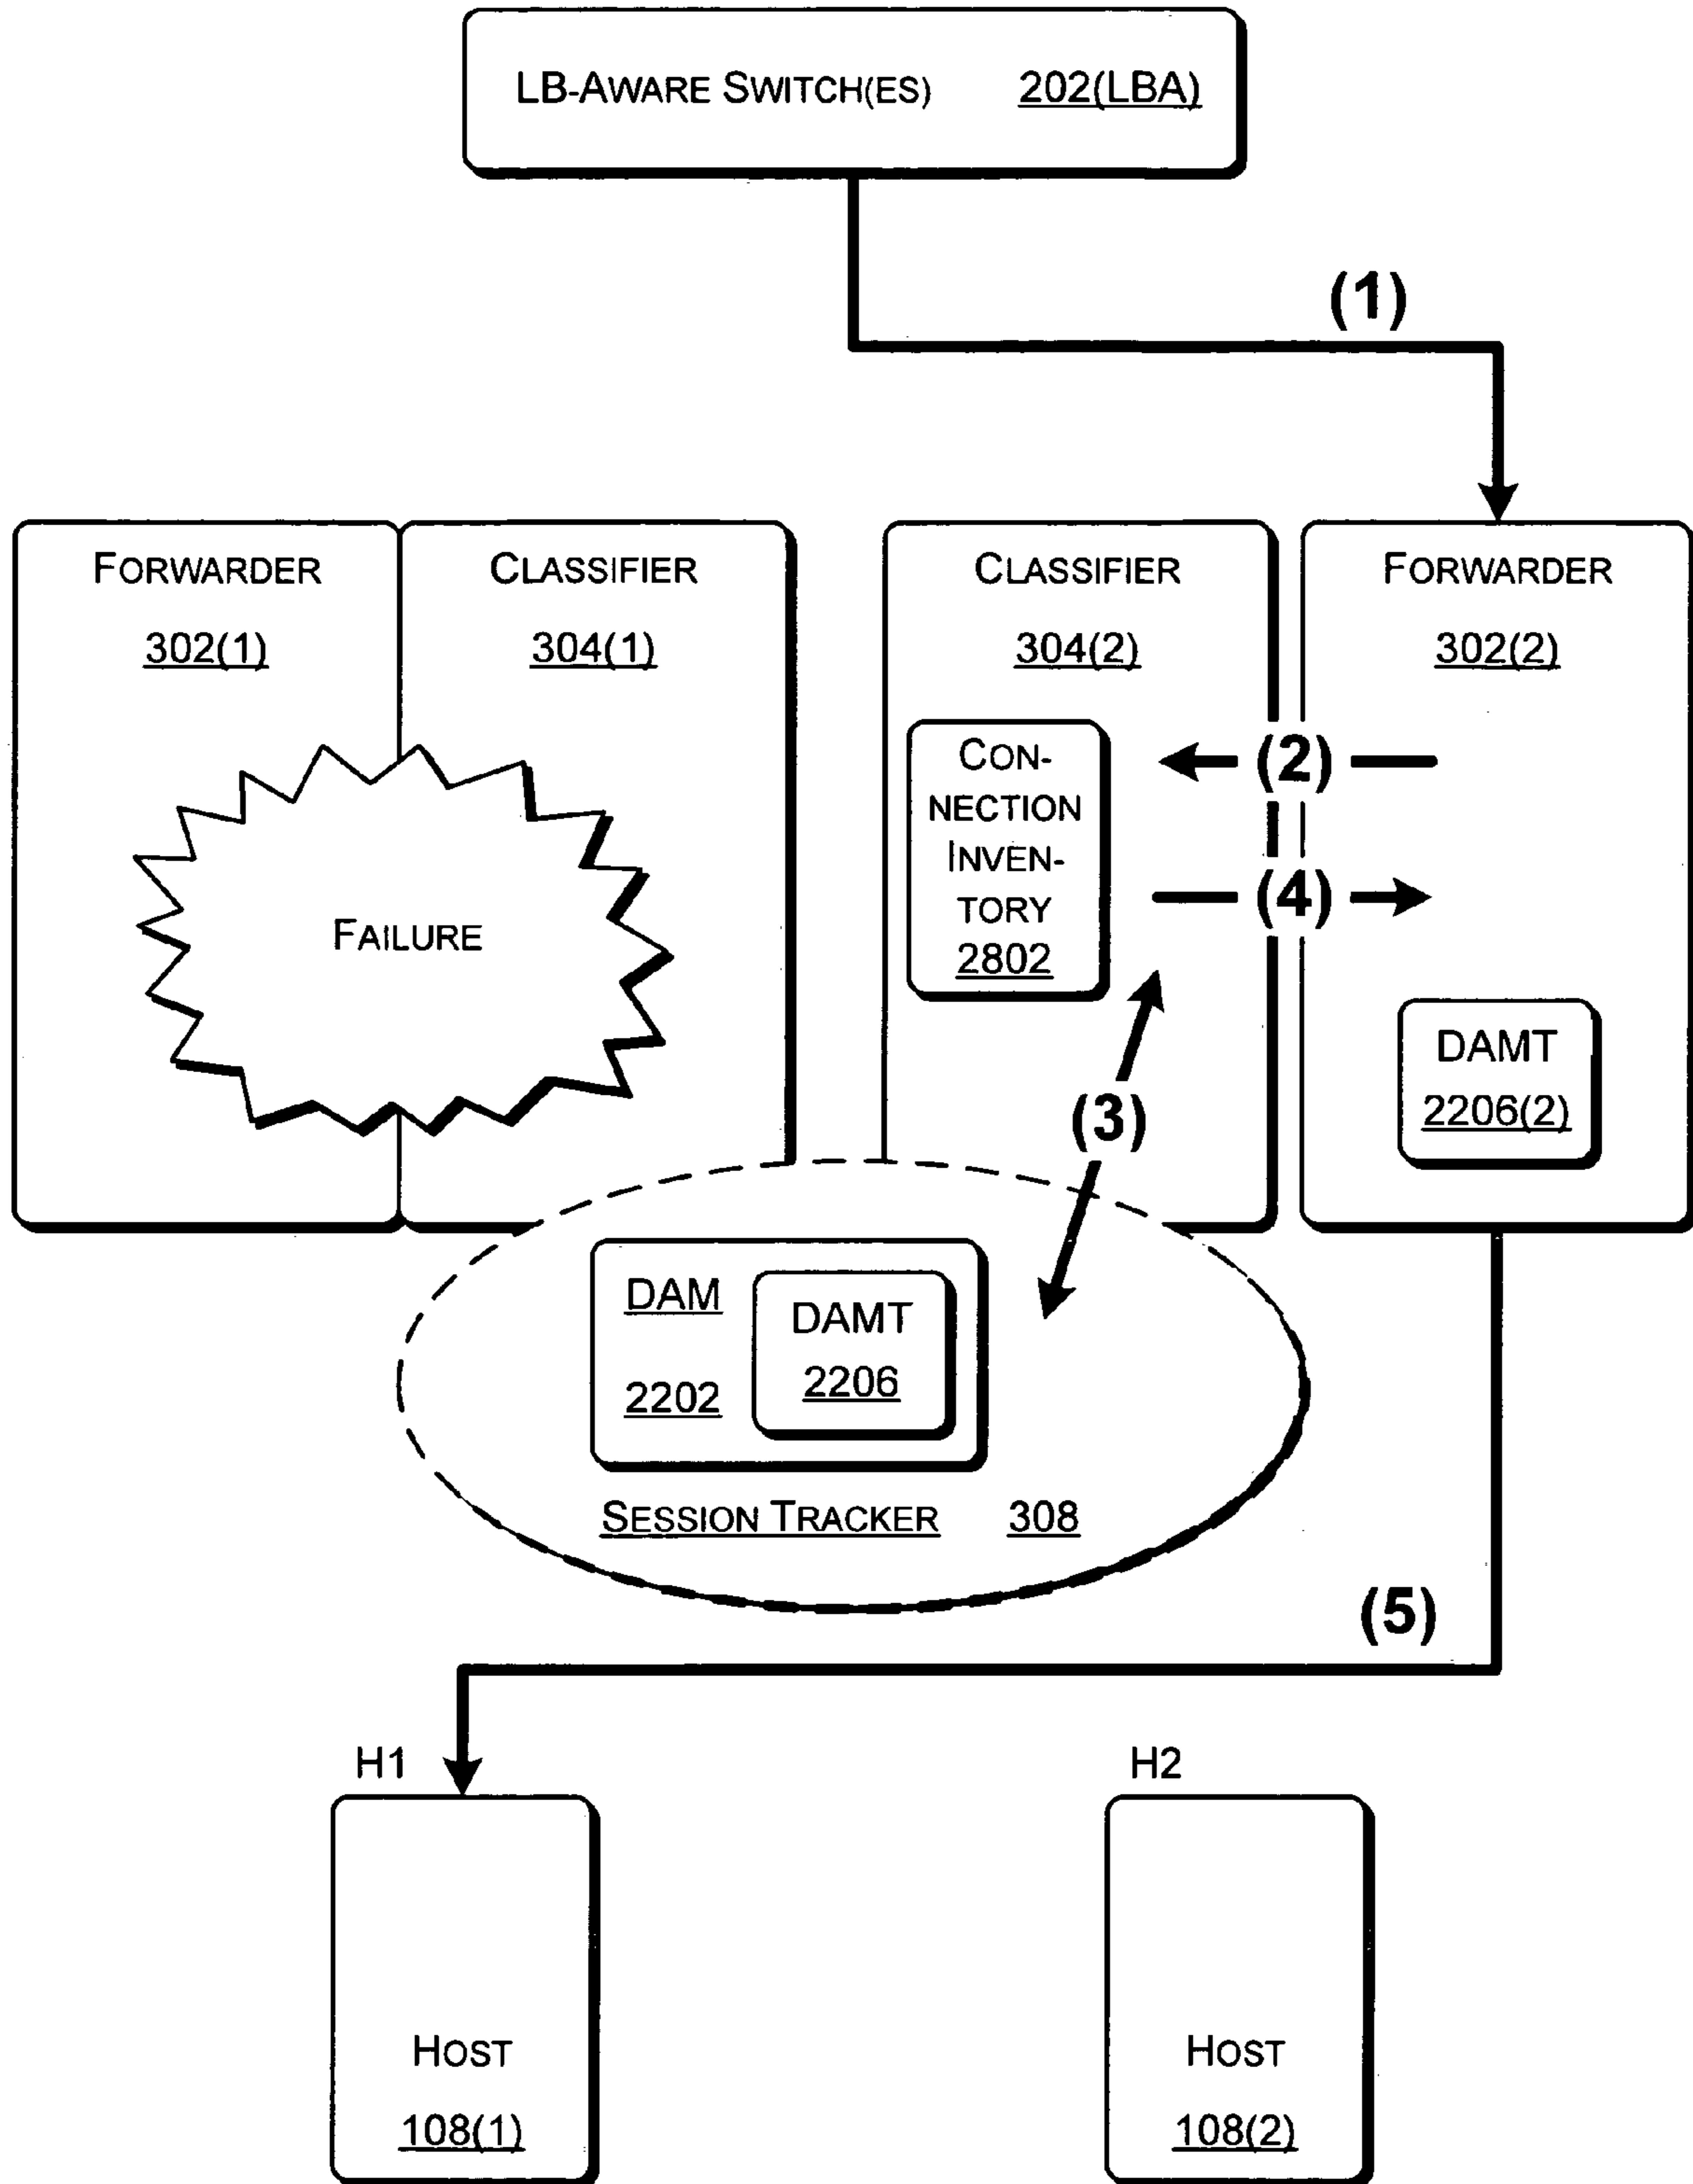 LB-AWARE SWITCH(ES) 202(LBA)
(1)
FORWARDER
302(1)
CLASSIFIER
304(1)
FAILURE
CLASSIFIER
304(2)
CON-
NECTION
INVEN-
TORY
2802
FORWARDER
302(2)
(2)
(4)
DAMT
2206(2)
(3)
DAM
2202
DAMT
2206
SESSION TRACKER 308
(5)
H1
HOST
108(1)
H2
HOST
108(2)